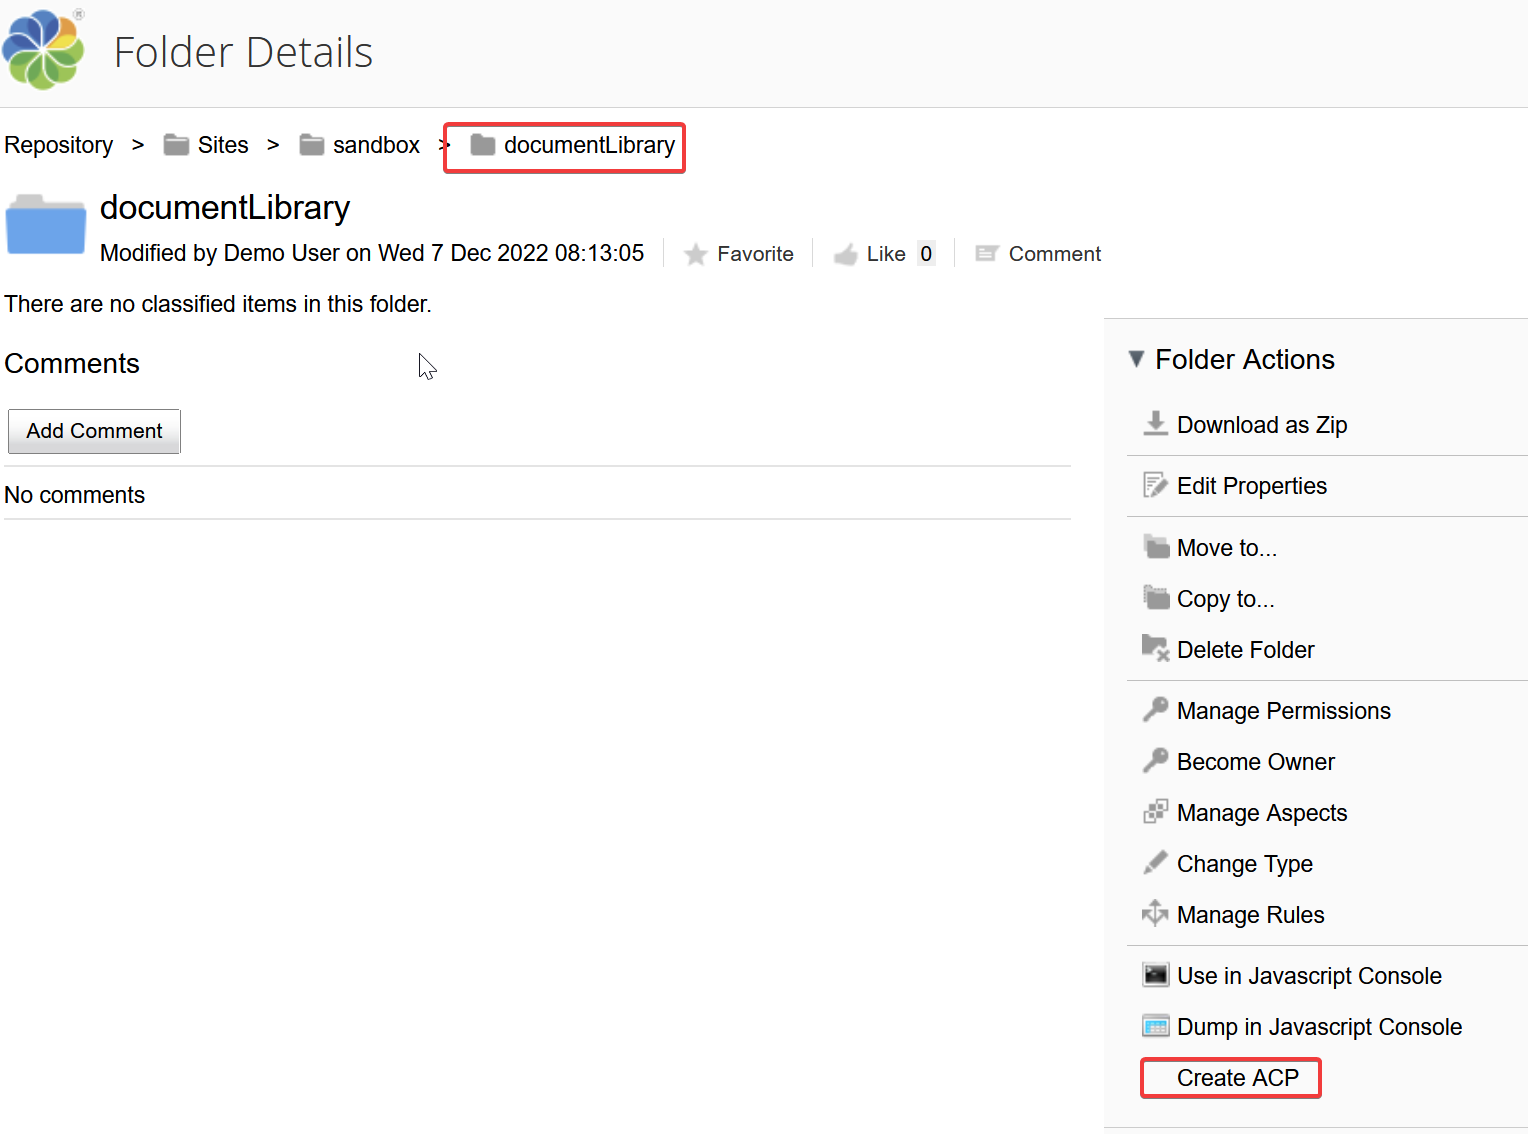 ®
Folder Details
Repository > Sites > sandbox > documentLibrary
documentLibrary
Modified by Demo User on Wed 7 Dec 2022 08:13:05 Favorite Like 0 Comment
There are no classified items in this folder.
Comments
Add Comment
No comments
Folder Actions
Download as Zip
Edit Properties
Move to...
Copy to...
Delete Folder
Manage Permissions
Become Owner
Manage Aspects
Change Type
Manage Rules
Use in Javascript Console
Dump in Javascript Console
Create ACP